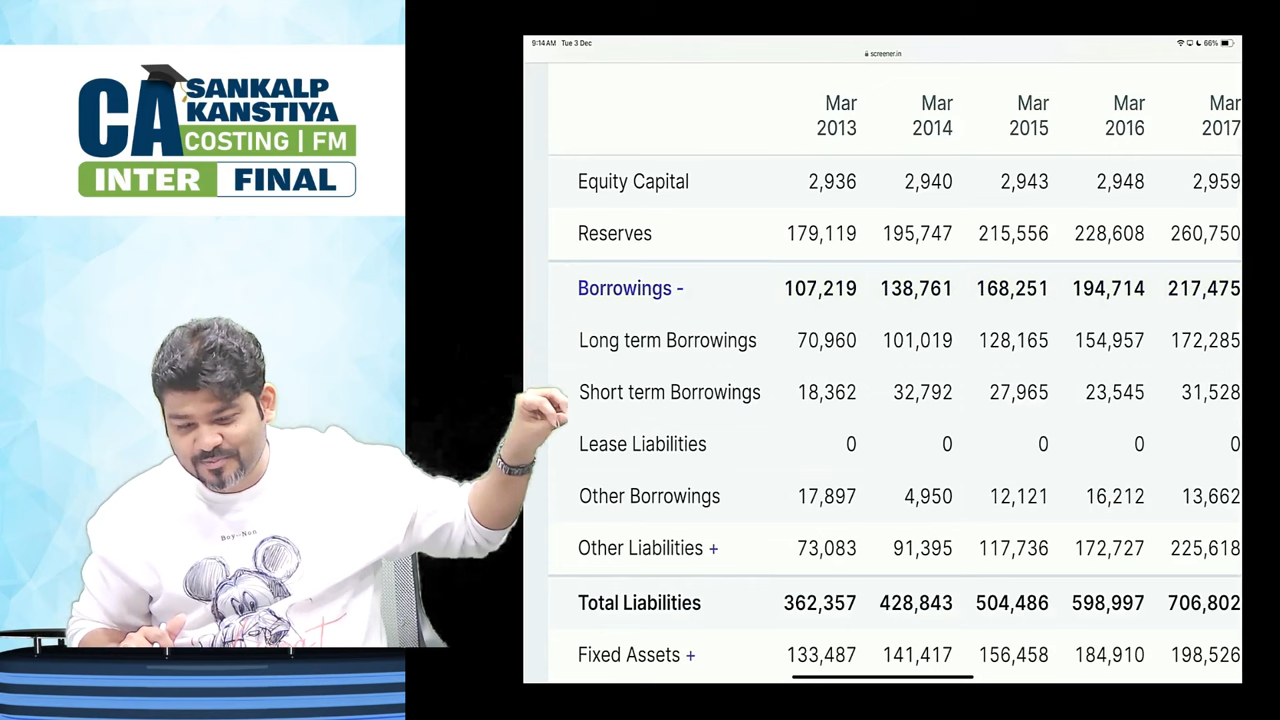 CA SANKALP
KANSTIYA
COSTING | FM
INTER FINAL
Boy--Non
9:14 AM Tue 3 Dec
screener.in
66%
Mar 2013 Mar 2014 Mar 2015 Mar 2016 Mar 2017
Equity Capital 2,936 2,940 2,943 2,948 2,959
Reserves 179,119 195,747 215,556 228,608 260,750
Borrowings - 107,219 138,761 168,251 194,714 217,475
Long term Borrowings 70,960 101,019 128,165 154,957 172,285
Short term Borrowings 18,362 32,792 27,965 23,545 31,528
Lease Liabilities 0 0 0 0 0
Other Borrowings 17,897 4,950 12,121 16,212 13,662
Other Liabilities + 73,083 91,395 117,736 172,727 225,618
Total Liabilities 362,357 428,843 504,486 598,997 706,802
Fixed Assets + 133,487 141,417 156,458 184,910 198,526